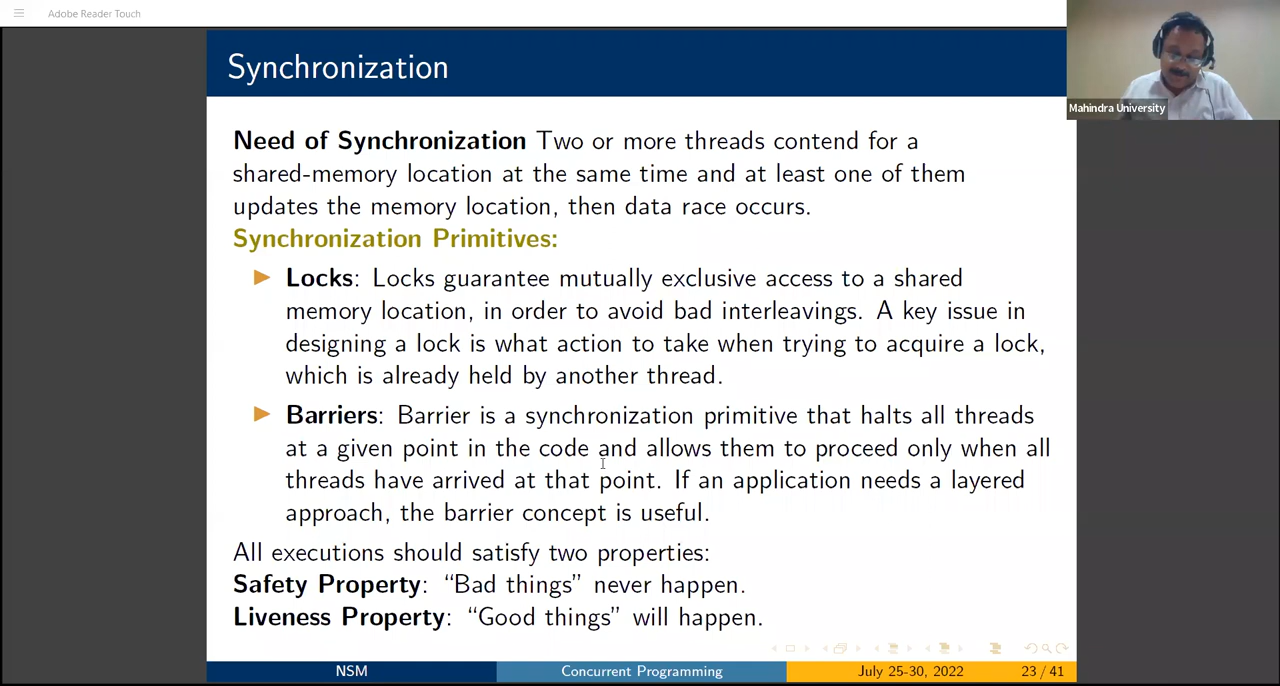 Adobe Reader Touch
Synchronization
Mahindra University
Need of Synchronization Two or more threads contend for a
shared-memory location at the same time and at least one of them
updates the memory location, then data race occurs.
Synchronization Primitives:
Locks: Locks guarantee mutually exclusive access to a shared
memory location, in order to avoid bad interleavings. A key issue in
designing a lock is what action to take when trying to acquire a lock,
which is already held by another thread.
Barriers: Barrier is a synchronization primitive that halts all threads
at a given point in the code and allows them to proceed only when all
threads have arrived at that point. If an application needs a layered
approach, the barrier concept is useful.
All executions should satisfy two properties:
Safety Property: “Bad things” never happen.
Liveness Property: “Good things” will happen.
NSM Concurrent Programming July 25-30, 2022 23 / 41